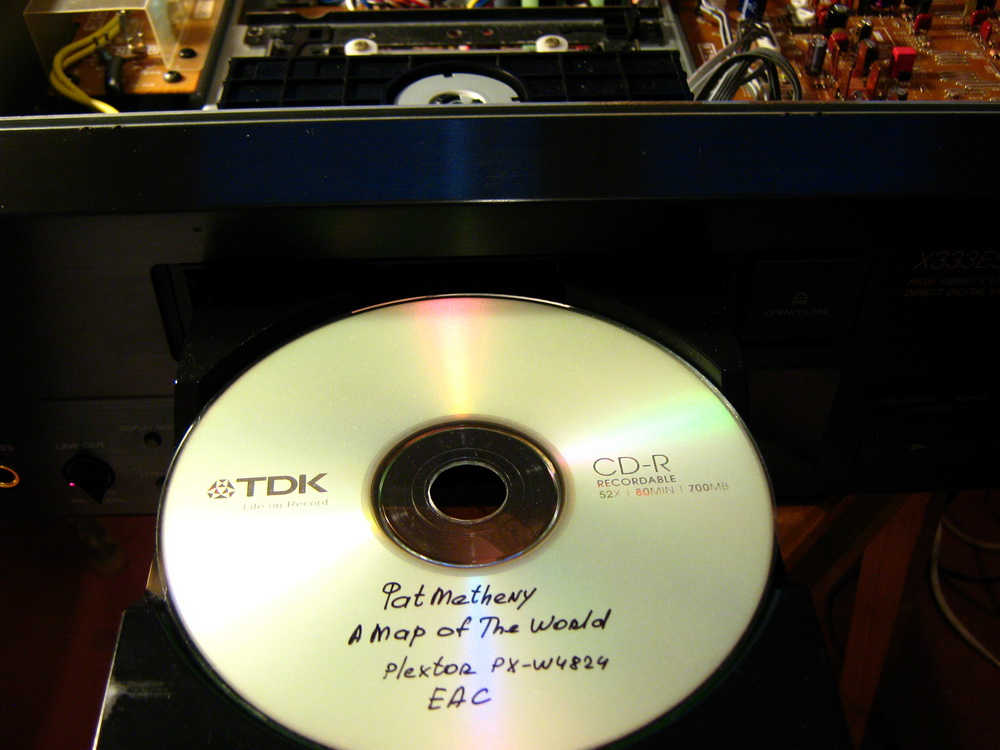 X333ES
OPEN/CLOSE
LINE OUT
TDK
Life on Record
CD-R
RECORDABLE
52X | 80MIN | 700MB
Pat Metheny
A Map of The World
Plextor PX-W4824
EAC